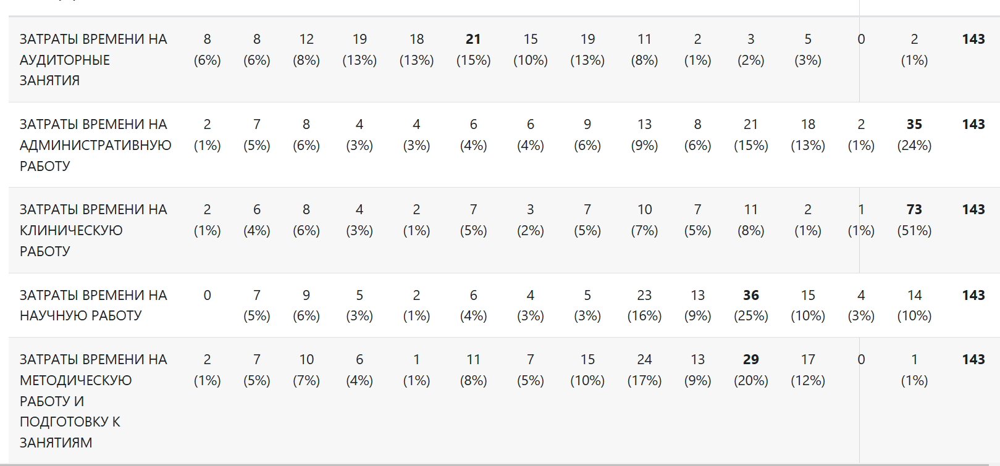 ЗАТРАТЫ ВРЕМЕНИ НА 8 8 12 19 18 21 15 19 11 2 3 5 0 2 143
АУДИТОРНЫЕ (6%) (6%) (8%) (13%) (13%) (15%) (10%) (13%) (8%) (1%) (2%) (3%) (1%)
ЗАНЯТИЯ
ЗАТРАТЫ ВРЕМЕНИ НА 2 7 8 4 4 6 6 9 13 8 21 18 2 35 143
АДМИНИСТРАТИВНУЮ (1%) (5%) (6%) (3%) (3%) (4%) (4%) (6%) (9%) (6%) (15%) (13%) (1%) (24%)
РАБОТУ
ЗАТРАТЫ ВРЕМЕНИ НА 2 6 8 4 2 7 3 7 10 7 11 2 1 73 143
КЛИНИЧЕСКУЮ (1%) (4%) (6%) (3%) (1%) (5%) (2%) (5%) (7%) (5%) (8%) (1%) (1%) (51%)
РАБОТУ
ЗАТРАТЫ ВРЕМЕНИ НА 0 7 9 5 2 6 4 5 23 13 36 15 4 14 143
НАУЧНУЮ РАБОТУ (5%) (6%) (3%) (1%) (4%) (3%) (3%) (16%) (9%) (25%) (10%) (3%) (10%)
ЗАТРАТЫ ВРЕМЕНИ НА 2 7 10 6 1 11 7 15 24 13 29 17 0 1 143
МЕТОДИЧЕСКУЮ (1%) (5%) (7%) (4%) (1%) (8%) (5%) (10%) (17%) (9%) (20%) (12%) (1%)
РАБОТУ И
ПОДГОТОВКУ К
ЗАНЯТИЯМ